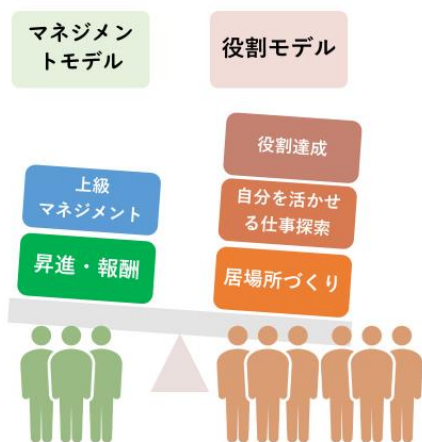 マネジメン
トモデル
役割モデル
上級
マネジメント
昇進・報酬
役割達成
自分を活かせ
る仕事探索
居場所づくり